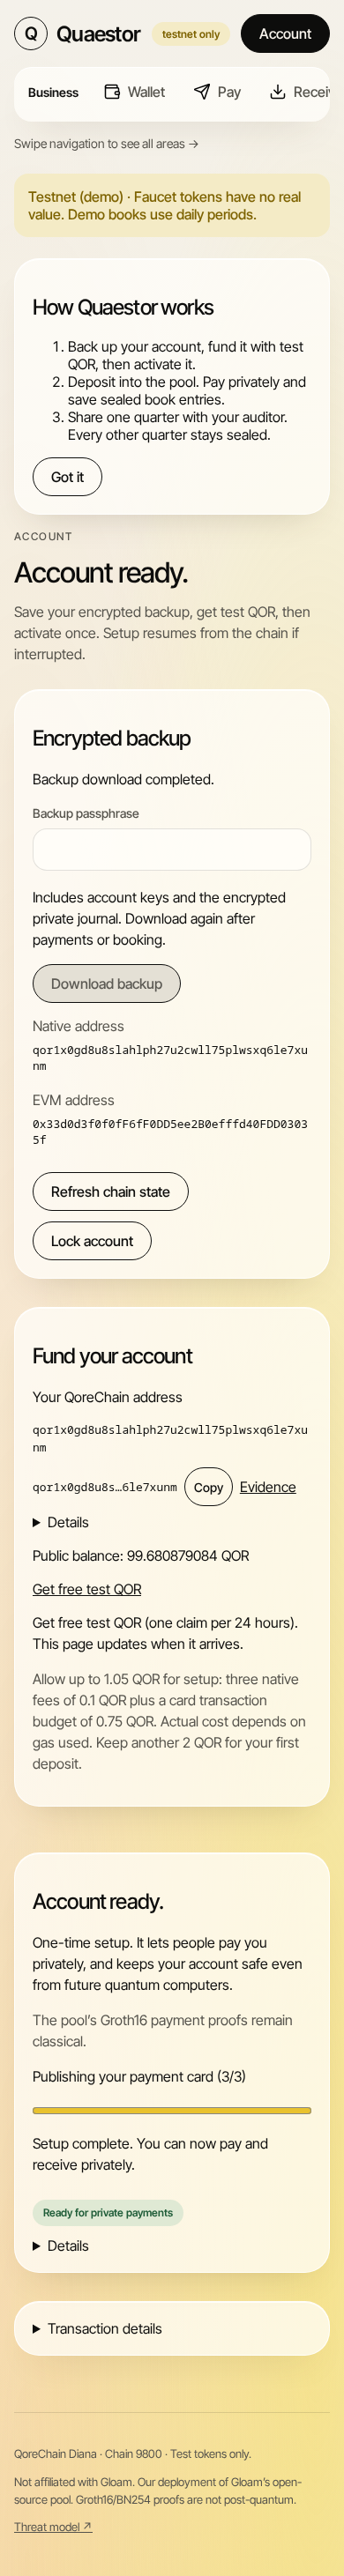 Q Quaestor testnet only Account
Business Wallet Pay Receiv
Swipe navigation to see all areas →
Testnet (demo) · Faucet tokens have no real
value. Demo books use daily periods.
How Quaestor works
1. Back up your account, fund it with test
QOR, then activate it.
2. Deposit into the pool. Pay privately and
save sealed book entries.
3. Share one quarter with your auditor.
Every other quarter stays sealed.
Got it
ACCOUNT
Account ready.
Save your encrypted backup, get test QOR, then
activate once. Setup resumes from the chain if
interrupted.
Encrypted backup
Backup download completed.
Backup passphrase
Includes account keys and the encrypted
private journal. Download again after
payments or booking.
Download backup
Native address
qor1x0gd8u8slahlph27u2cwll75plwsxq6le7xu
nm
EVM address
0x33d0d3f0f0fF6fF0DD5ee2B0efffd40FDD0303
5f
Refresh chain state
Lock account
Fund your account
Your QoreChain address
qor1x0gd8u8slahlph27u2cwll75plwsxq6le7xu
nm
qor1x0gd8u8s…6le7xunm Copy Evidence
Details
Public balance: 99.680879084 QOR
Get free test QOR
Get free test QOR (one claim per 24 hours).
This page updates when it arrives.
Allow up to 1.05 QOR for setup: three native
fees of 0.1 QOR plus a card transaction
budget of 0.75 QOR. Actual cost depends on
gas used. Keep another 2 QOR for your first
deposit.
Account ready.
One-time setup. It lets people pay you
privately, and keeps your account safe even
from future quantum computers.
The pool's Groth16 payment proofs remain
classical.
Publishing your payment card (3/3)
Setup complete. You can now pay and
receive privately.
Ready for private payments
Details
Transaction details
QoreChain Diana · Chain 9800 · Test tokens only.
Not affiliated with Gloam. Our deployment of Gloam's open-
source pool. Groth16/BN254 proofs are not post-quantum.
Threat model ↗